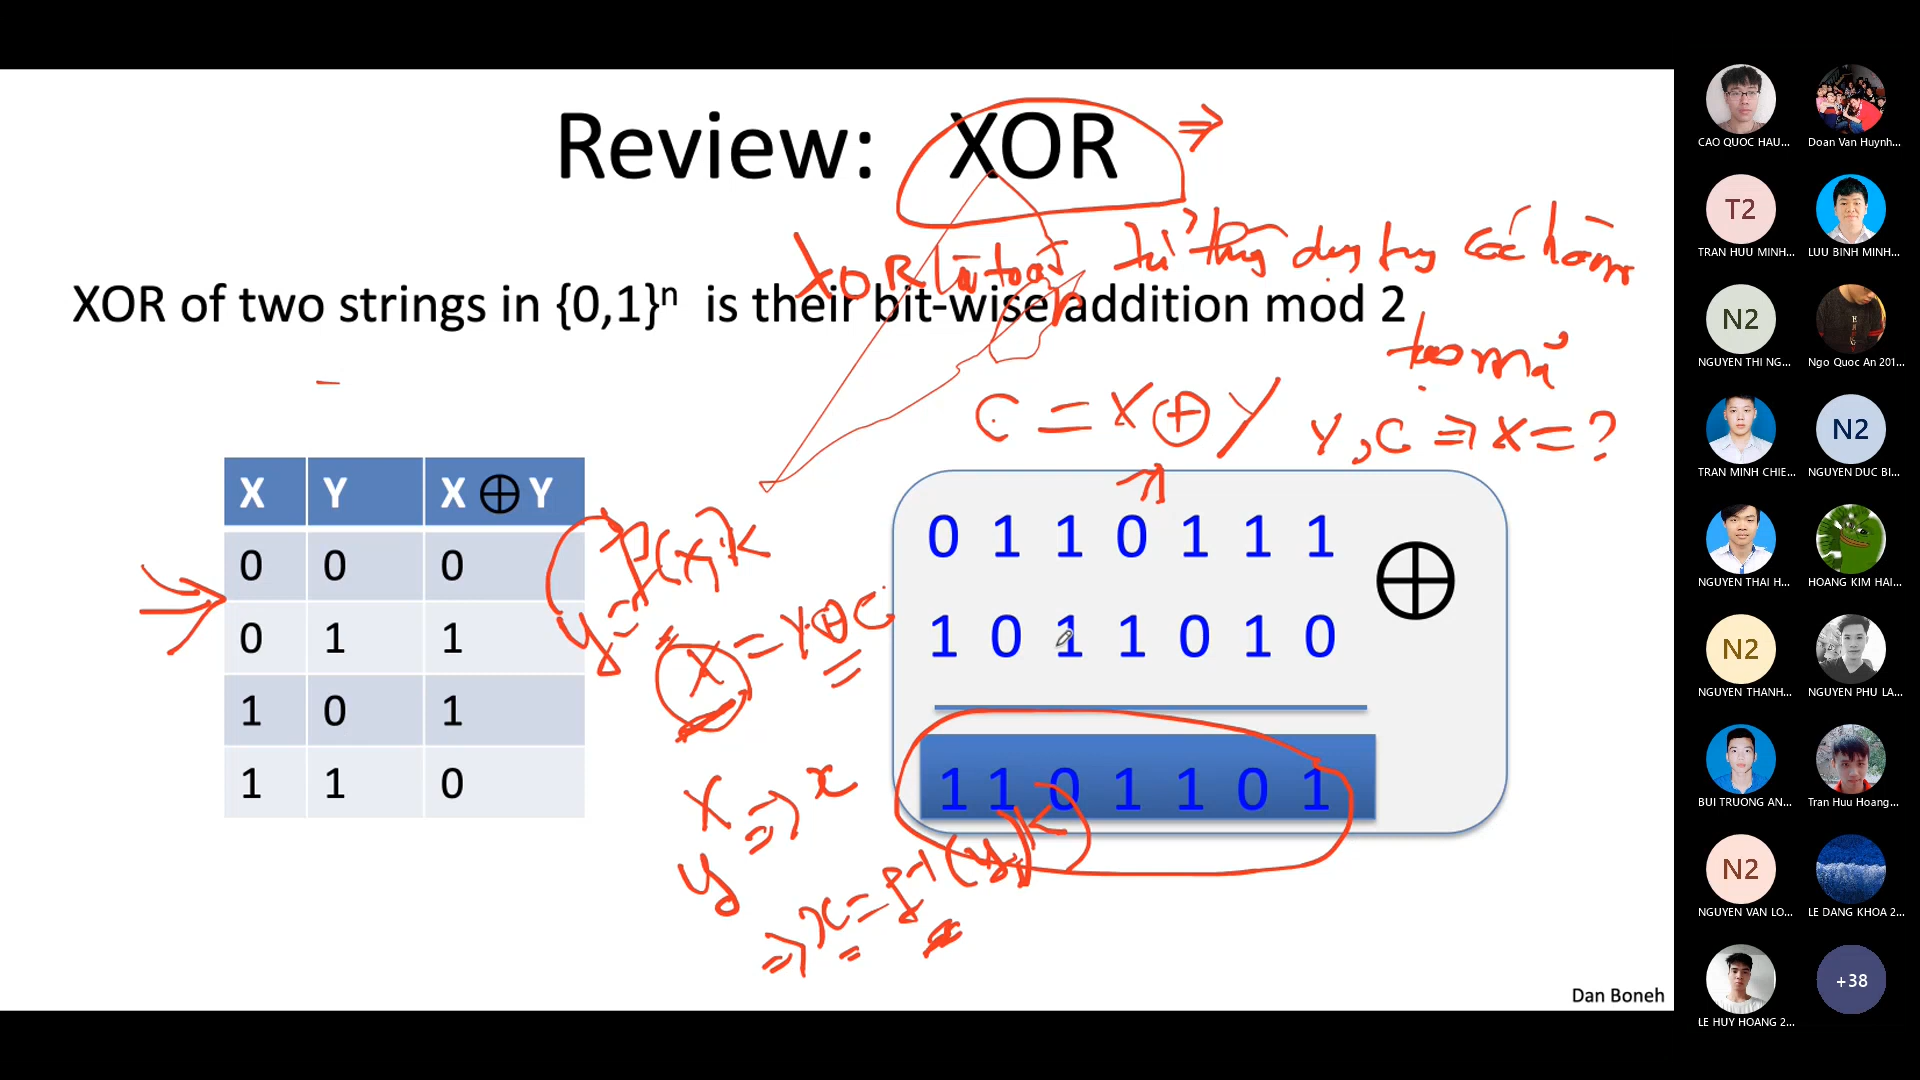 Review: XOR ⇒
XOR là toán tử thường dùng trong các hàm
XOR of two strings in {0,1}ⁿ is their bit-wise addition mod 2
tạo mã
C = X ⊕ Y
Y, C ⇒ X = ?
X Y X ⊕ Y
0 0 0
0 1 1
1 0 1
1 1 0
X = Y ⊕ C
0 1 1 0 1 1 1
⊕
1 0 1 1 0 1 0
1 1 0 1 1 0 1
X
y ⇒ x
Dan Boneh
CAO QUOC HAU...
Doan Van Huynh...
T2
TRAN HUU MINH...
LUU BINH MINH...
N2
NGUYEN THI NG...
Ngo Quoc An 201...
TRAN MINH CHIE...
N2
NGUYEN DUC BI...
NGUYEN THAI H...
HOANG KIM HAI...
N2
NGUYEN THANH...
NGUYEN PHU LA...
BUI TRUONG AN...
Tran Huu Hoang...
N2
NGUYEN VAN LO...
LE DANG KHOA 2...
LE HUY HOANG 2...
+38